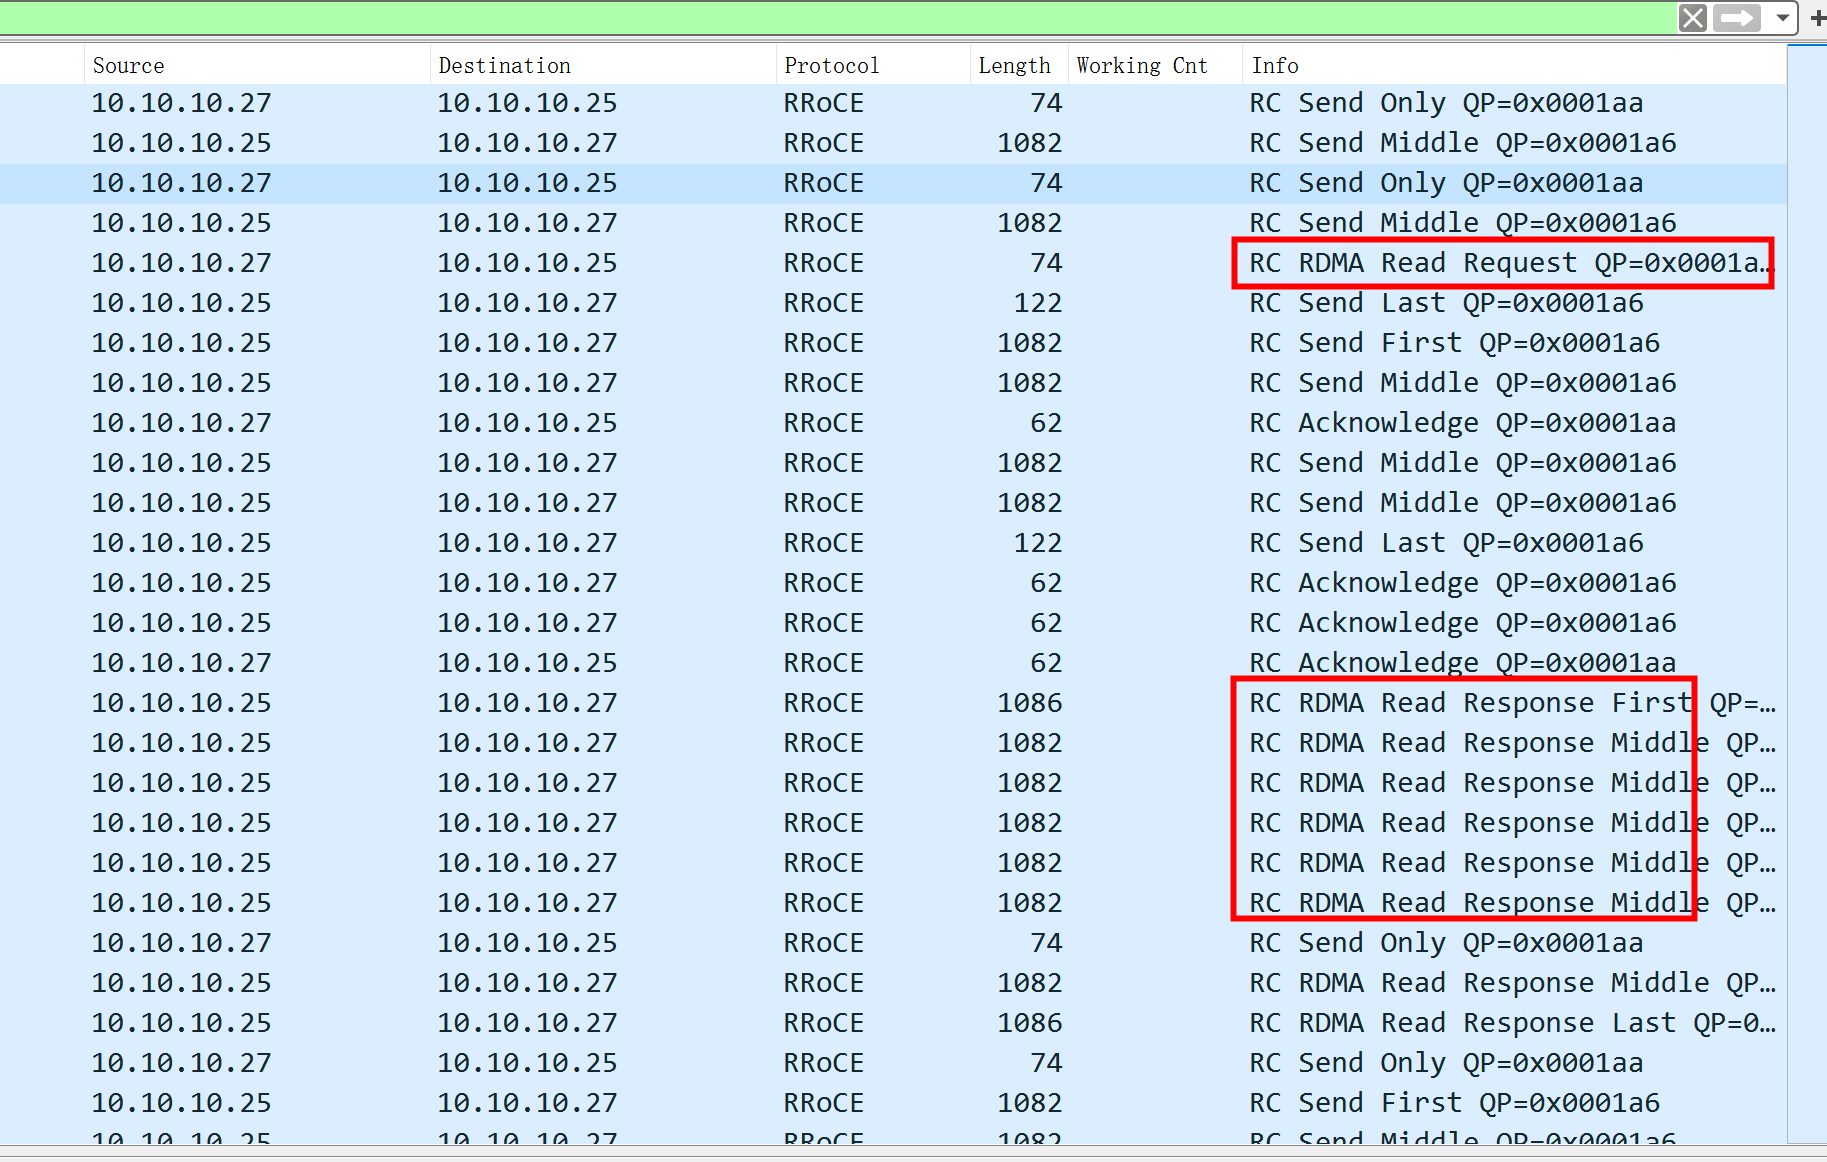 Source Destination Protocol Length Working Cnt Info
10.10.10.27 10.10.10.25 RRoCE 74 RC Send Only QP=0x0001aa
10.10.10.25 10.10.10.27 RRoCE 1082 RC Send Middle QP=0x0001a6
10.10.10.27 10.10.10.25 RRoCE 74 RC Send Only QP=0x0001aa
10.10.10.25 10.10.10.27 RRoCE 1082 RC Send Middle QP=0x0001a6
10.10.10.27 10.10.10.25 RRoCE 74 RC RDMA Read Request QP=0x0001a…
10.10.10.25 10.10.10.27 RRoCE 122 RC Send Last QP=0x0001a6
10.10.10.25 10.10.10.27 RRoCE 1082 RC Send First QP=0x0001a6
10.10.10.25 10.10.10.27 RRoCE 1082 RC Send Middle QP=0x0001a6
10.10.10.27 10.10.10.25 RRoCE 62 RC Acknowledge QP=0x0001aa
10.10.10.25 10.10.10.27 RRoCE 1082 RC Send Middle QP=0x0001a6
10.10.10.25 10.10.10.27 RRoCE 1082 RC Send Middle QP=0x0001a6
10.10.10.25 10.10.10.27 RRoCE 122 RC Send Last QP=0x0001a6
10.10.10.25 10.10.10.27 RRoCE 62 RC Acknowledge QP=0x0001a6
10.10.10.25 10.10.10.27 RRoCE 62 RC Acknowledge QP=0x0001a6
10.10.10.27 10.10.10.25 RRoCE 62 RC Acknowledge QP=0x0001aa
10.10.10.25 10.10.10.27 RRoCE 1086 RC RDMA Read Response First QP=…
10.10.10.25 10.10.10.27 RRoCE 1082 RC RDMA Read Response Middle QP…
10.10.10.25 10.10.10.27 RRoCE 1082 RC RDMA Read Response Middle QP…
10.10.10.25 10.10.10.27 RRoCE 1082 RC RDMA Read Response Middle QP…
10.10.10.25 10.10.10.27 RRoCE 1082 RC RDMA Read Response Middle QP…
10.10.10.25 10.10.10.27 RRoCE 1082 RC RDMA Read Response Middle QP…
10.10.10.27 10.10.10.25 RRoCE 74 RC Send Only QP=0x0001aa
10.10.10.25 10.10.10.27 RRoCE 1082 RC RDMA Read Response Middle QP…
10.10.10.25 10.10.10.27 RRoCE 1086 RC RDMA Read Response Last QP=0…
10.10.10.27 10.10.10.25 RRoCE 74 RC Send Only QP=0x0001aa
10.10.10.25 10.10.10.27 RRoCE 1082 RC Send First QP=0x0001a6
10.10.10.25 10.10.10.27 RRoCE 1082 RC Send Middle QP=0x0001a6